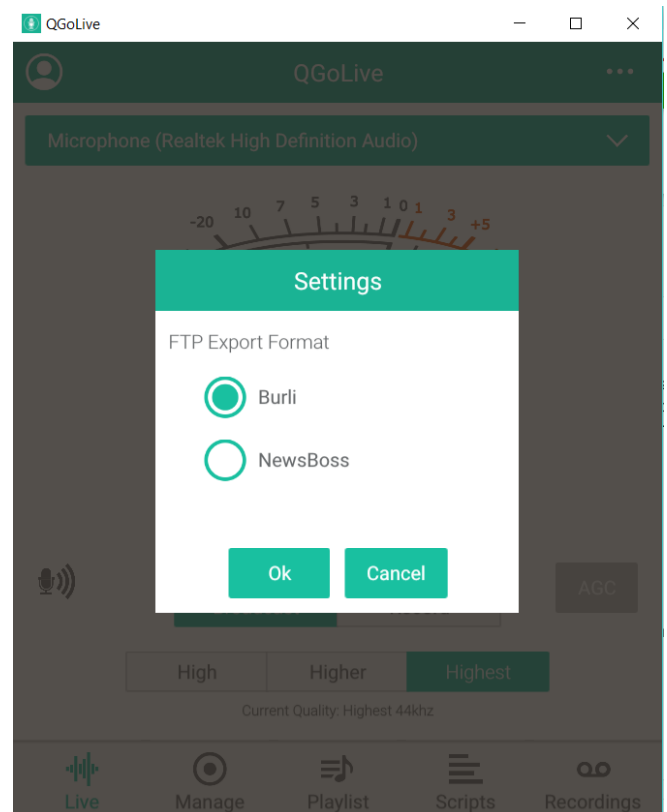 QGoLive
QGoLive
Microphone (Realtek High Definition Audio)
-20 10 7 5 3 1 0 1 3 +5
Settings
FTP Export Format
Burli
NewsBoss
Ok Cancel
AGC
High Higher Highest
Current Quality: Highest 44khz
Live Manage Playlist Scripts Recordings